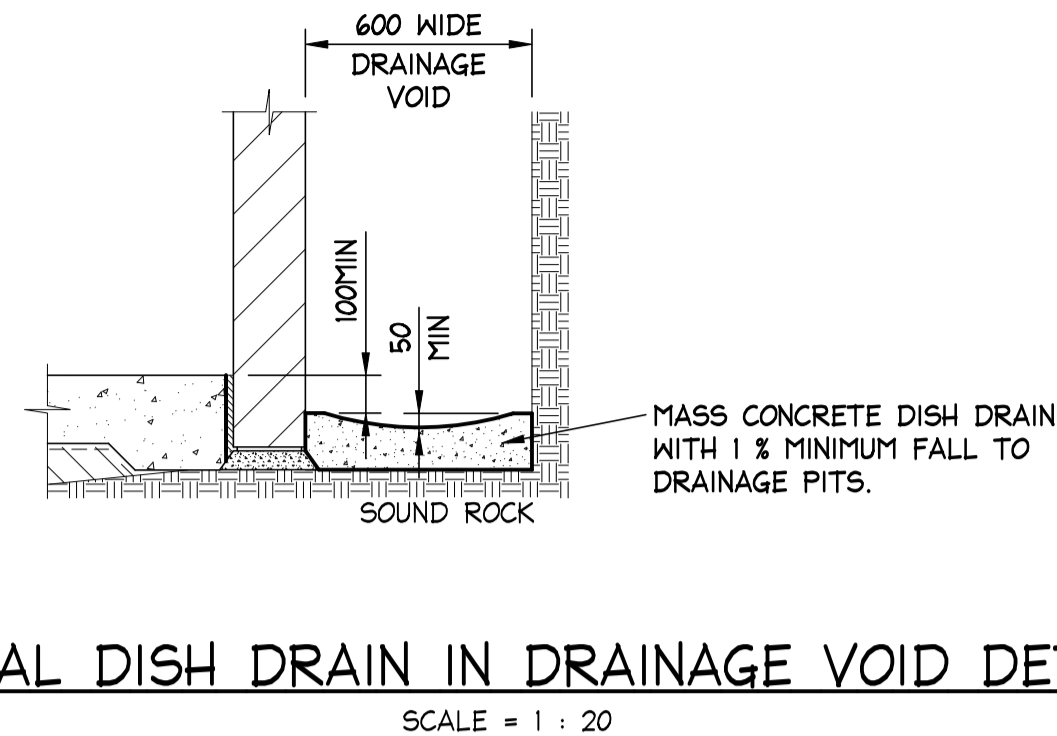 600 WIDE
DRAINAGE
VOID
100MIN
50
MIN
MASS CONCRETE DISH DRAIN
WITH 1 % MINIMUM FALL TO
DRAINAGE PITS.
SOUND ROCK
AL DISH DRAIN IN DRAINAGE VOID DET
SCALE = 1 : 20